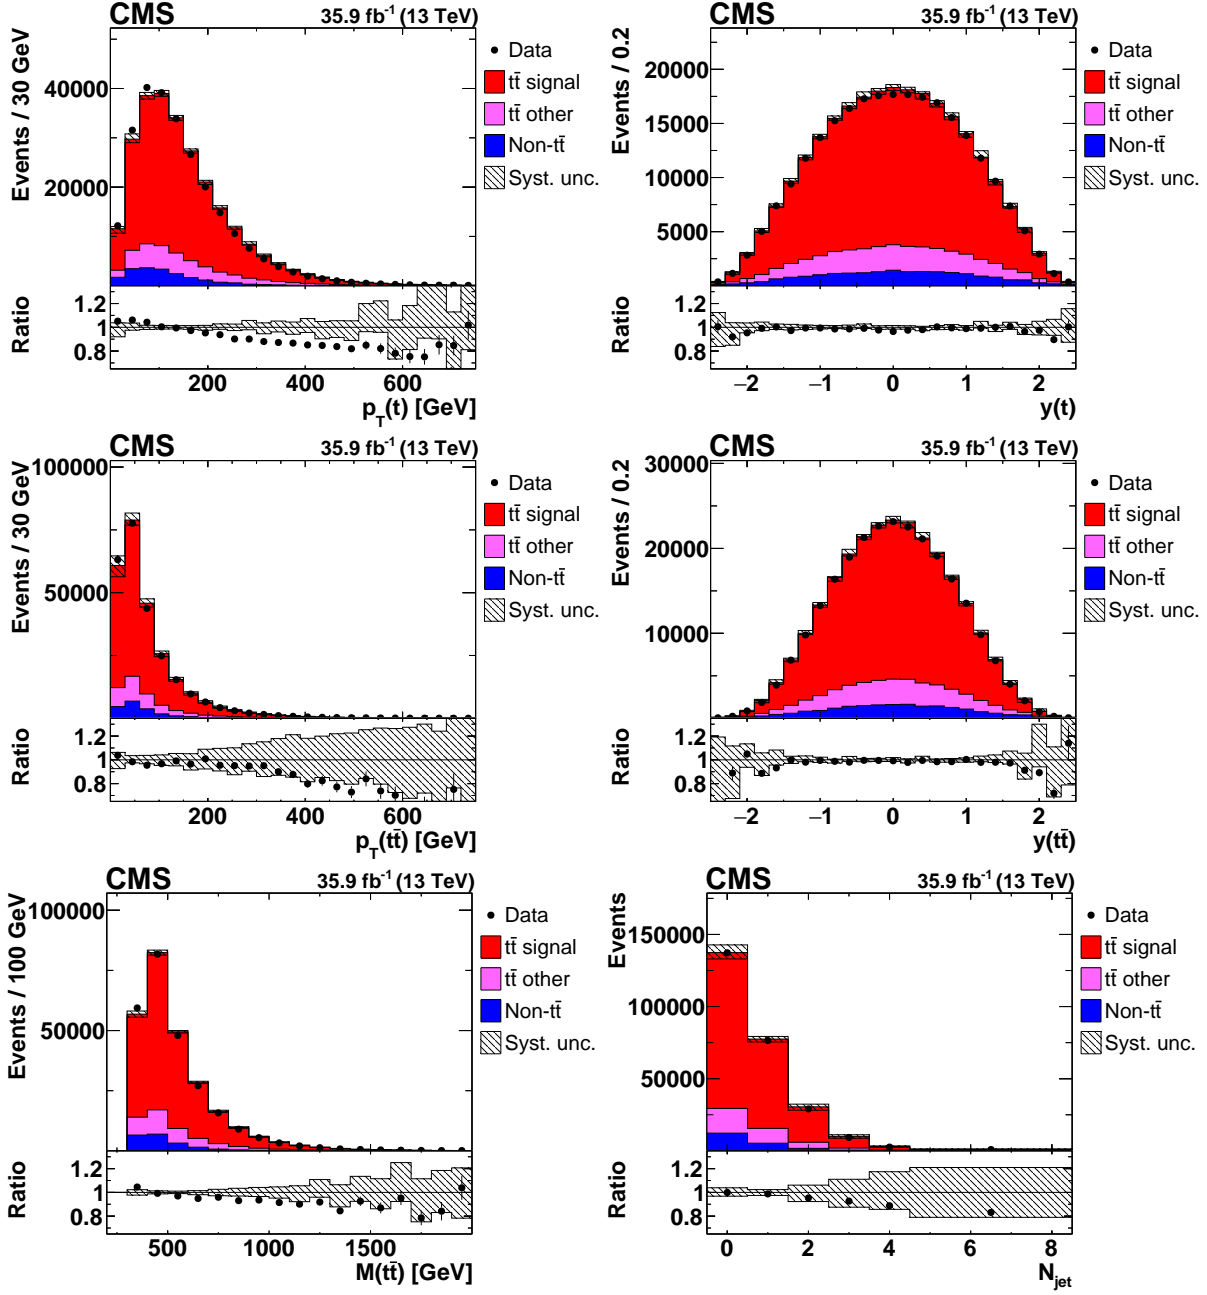 CMS 35.9 fb⁻¹ (13 TeV)
Events / 30 GeV
40000
20000
Data
tt̄ signal
tt̄ other
Non-tt̄
Syst. unc.
Ratio
1.2
1
0.8
200 400 600
p_T(t) [GeV]
CMS 35.9 fb⁻¹ (13 TeV)
Events / 0.2
20000
15000
10000
5000
Data
tt̄ signal
tt̄ other
Non-tt̄
Syst. unc.
Ratio
1.2
1
0.8
−2 −1 0 1 2
y(t)
CMS 35.9 fb⁻¹ (13 TeV)
Events / 30 GeV
100000
50000
Data
tt̄ signal
tt̄ other
Non-tt̄
Syst. unc.
Ratio
1.2
1
0.8
200 400 600
p_T(tt̄) [GeV]
CMS 35.9 fb⁻¹ (13 TeV)
Events / 0.2
30000
20000
10000
Data
tt̄ signal
tt̄ other
Non-tt̄
Syst. unc.
Ratio
1.2
1
0.8
−2 −1 0 1 2
y(tt̄)
CMS 35.9 fb⁻¹ (13 TeV)
Events / 100 GeV
100000
50000
Data
tt̄ signal
tt̄ other
Non-tt̄
Syst. unc.
Ratio
1.2
1
0.8
500 1000 1500
M(tt̄) [GeV]
CMS 35.9 fb⁻¹ (13 TeV)
Events
150000
100000
50000
Data
tt̄ signal
tt̄ other
Non-tt̄
Syst. unc.
Ratio
1.2
1
0.8
0 2 4 6 8
N_jet